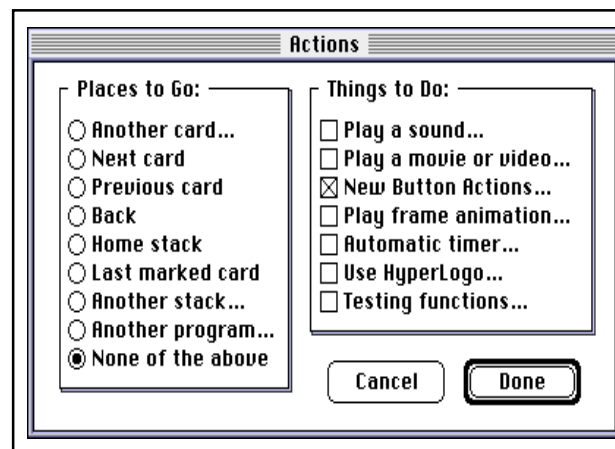 Actions
Places to Go:
Another card...
Next card
Previous card
Back
Home stack
Last marked card
Another stack...
Another program...
None of the above
Things to Do:
Play a sound...
Play a movie or video...
New Button Actions...
Play frame animation...
Automatic timer...
Use HyperLogo...
Testing functions...
Cancel
Done